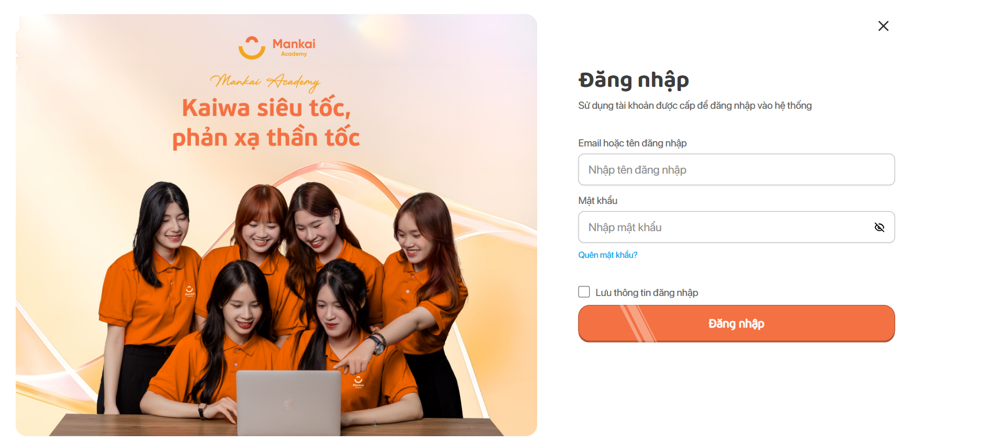 Mankai
Academy
Mankai Academy
Kaiwa siêu tốc,
phản xạ thần tốc
Mankai
Mankai
Đăng nhập
Sử dụng tài khoản được cấp để đăng nhập vào hệ thống
Email hoặc tên đăng nhập
Nhập tên đăng nhập
Mật khẩu
Nhập mật khẩu
Quên mật khẩu?
Lưu thông tin đăng nhập
Đăng nhập